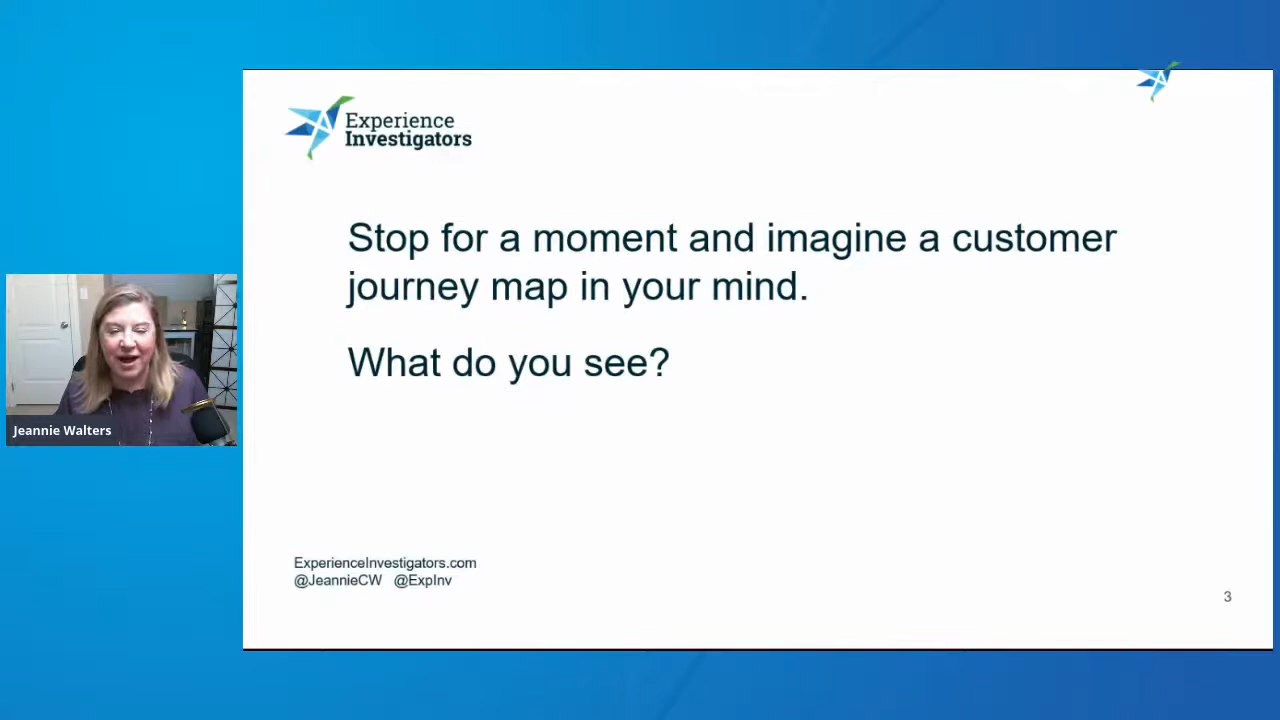 Experience
Investigators
Stop for a moment and imagine a customer
journey map in your mind.
What do you see?
Jeannie Walters
ExperienceInvestigators.com
@JeannieCW @ExpInv
3